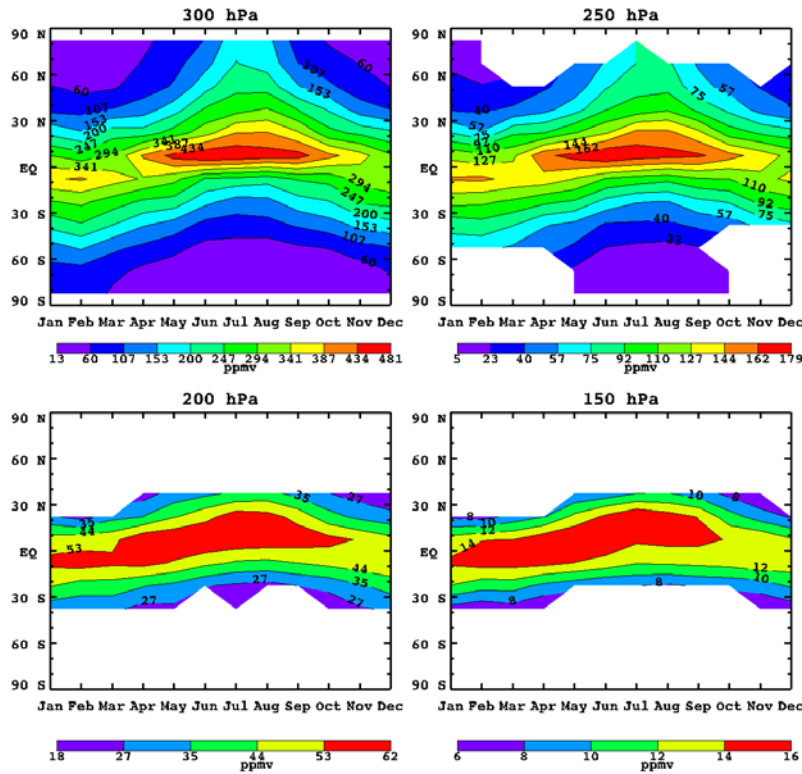 300 hPa
90 N
60 N
30 N
EQ
30 S
60 S
90 S
60
107
153
200
247
294
341
341
387
434
107
153
60
294
247
200
153
107
60
Jan Feb Mar Apr May Jun Jul Aug Sep Oct Nov Dec
13 60 107 153 200 247 294 341 387 434 481
ppmv
250 hPa
90 N
60 N
30 N
EQ
30 S
60 S
90 S
40
57
75
92
110
127
144
162
75
57
40
110
92
75
57
40
23
Jan Feb Mar Apr May Jun Jul Aug Sep Oct Nov Dec
5 23 40 57 75 92 110 127 144 162 179
ppmv
200 hPa
90 N
60 N
30 N
EQ
30 S
60 S
90 S
35
44
53
35
27
44
35
27
27
27
Jan Feb Mar Apr May Jun Jul Aug Sep Oct Nov Dec
18 27 35 44 53 62
ppmv
150 hPa
90 N
60 N
30 N
EQ
30 S
60 S
90 S
8
10
12
14
10
8
12
10
8
8
Jan Feb Mar Apr May Jun Jul Aug Sep Oct Nov Dec
6 8 10 12 14 16
ppmv